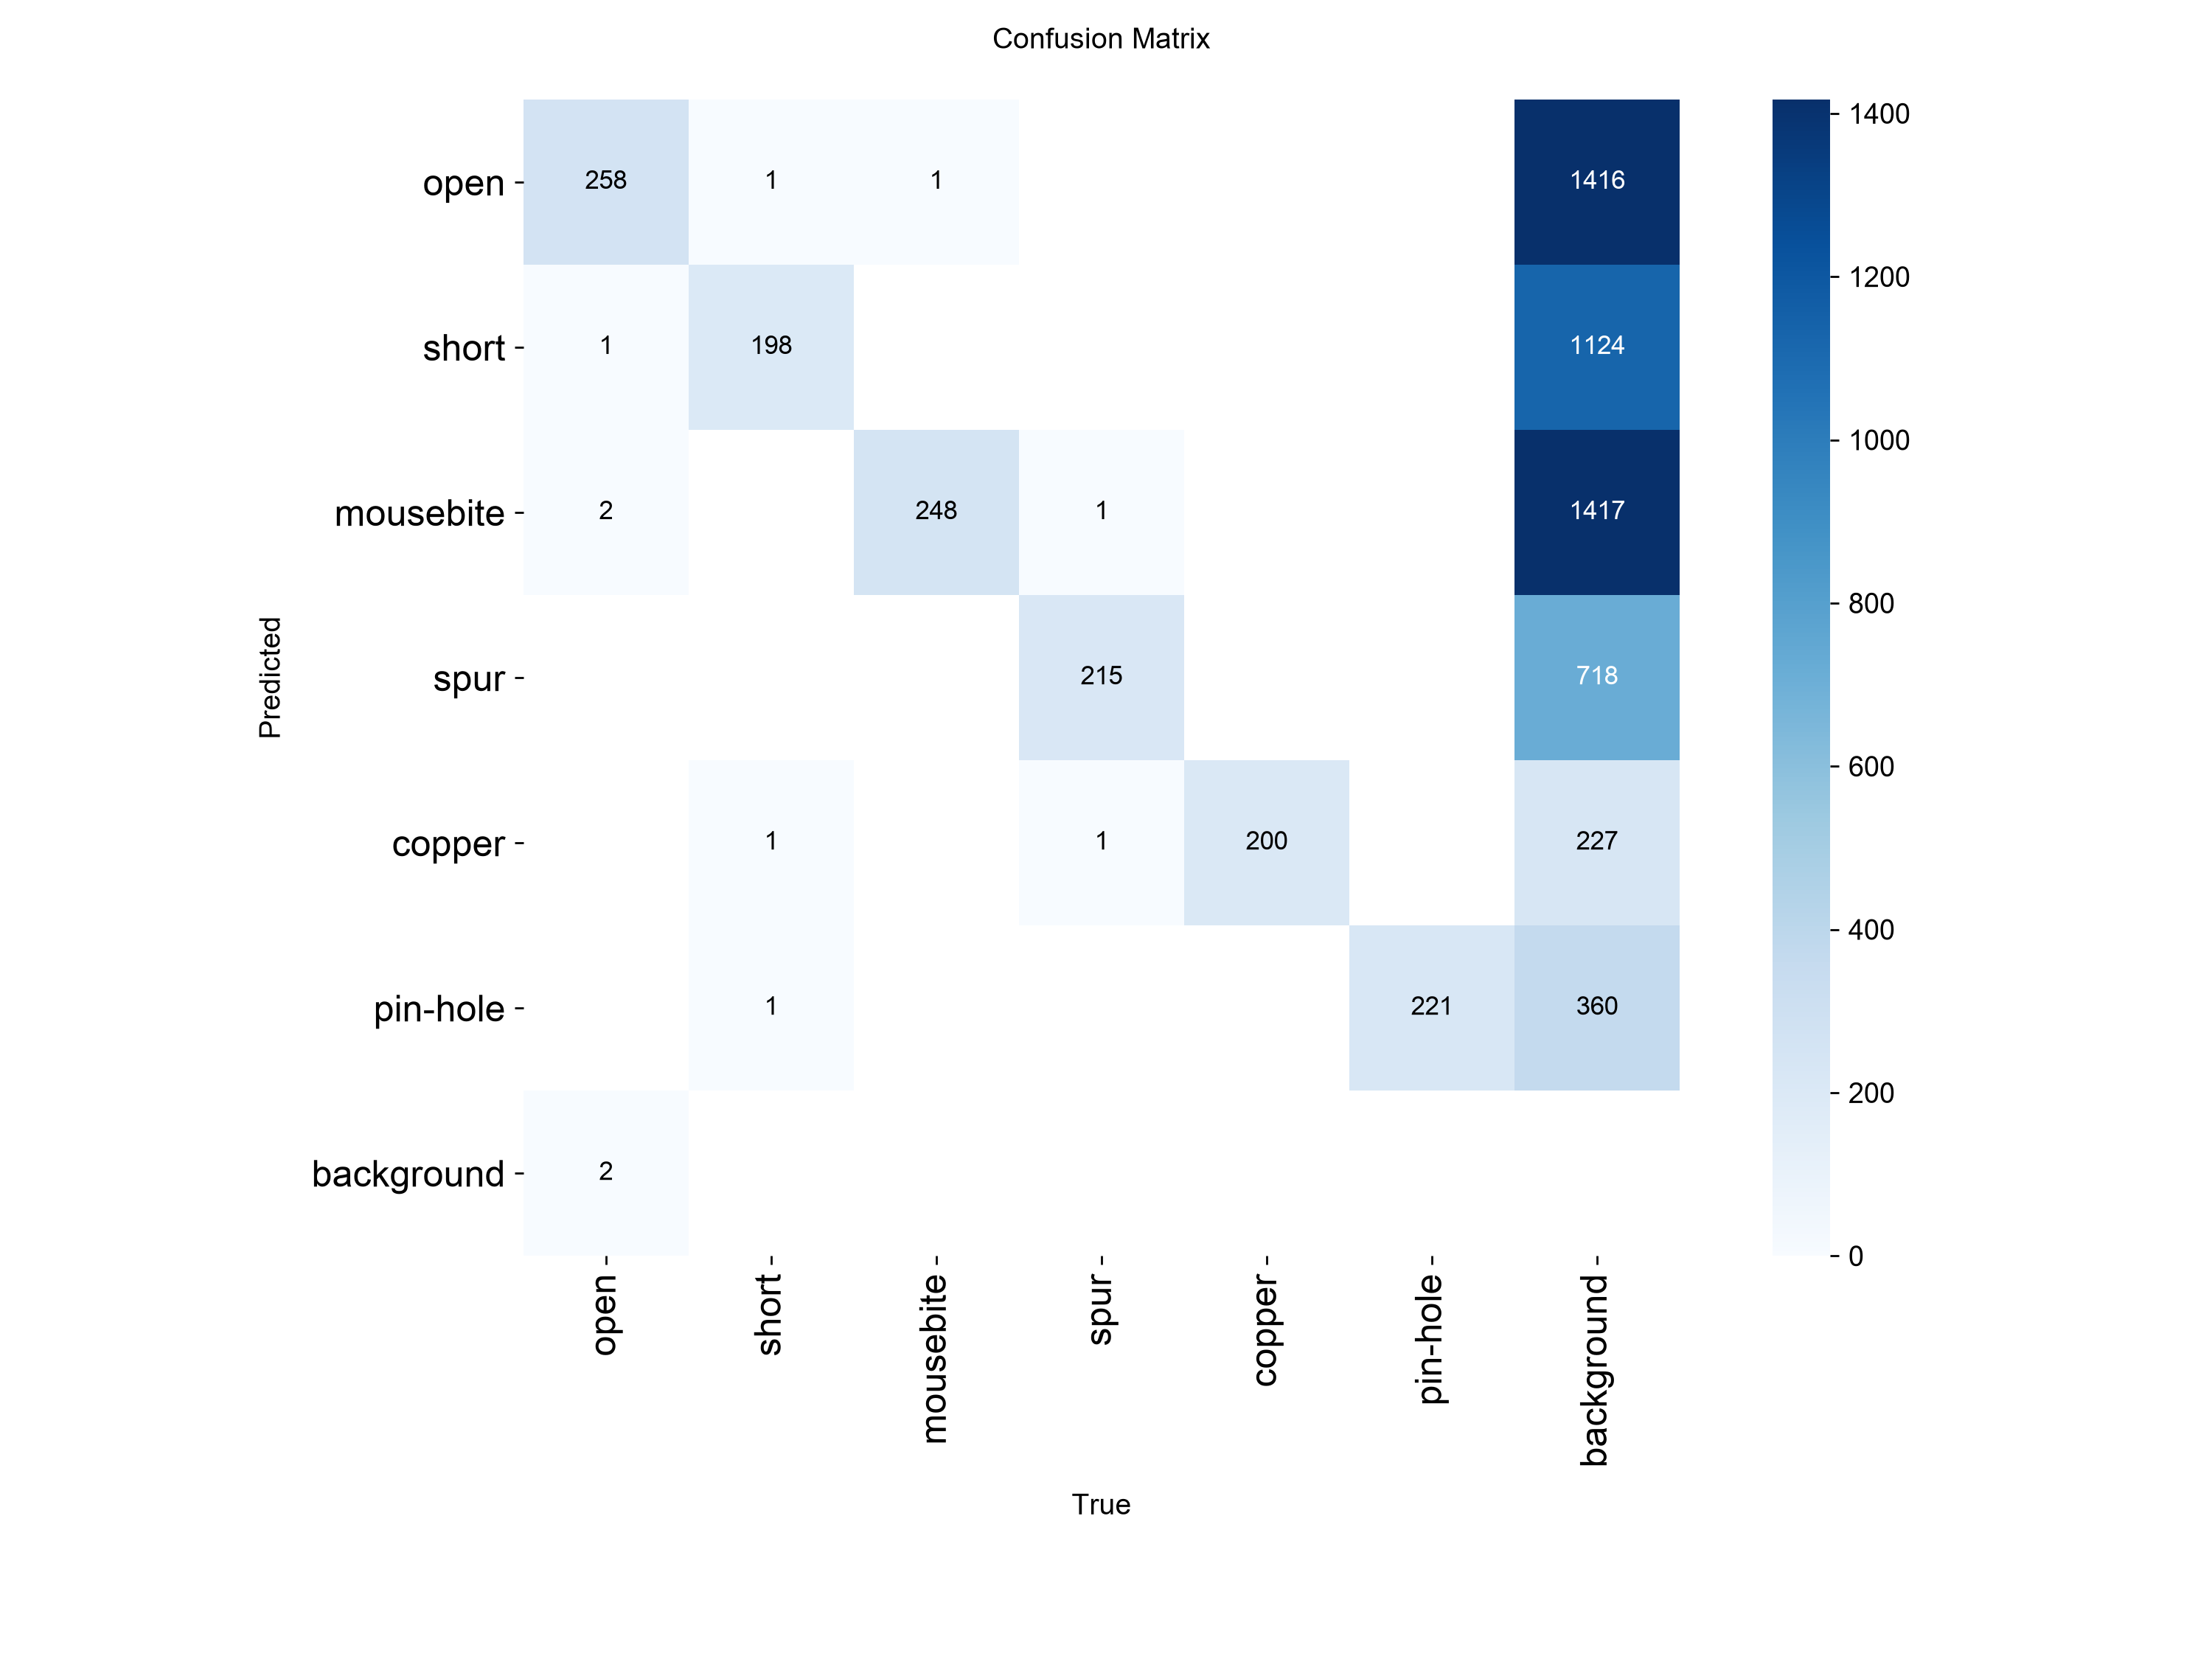 Confusion Matrix
open 258 1 1 1416
short 1 198 1124
mousebite 2 248 1 1417
spur 215 718
copper 1 1 200 227
pin-hole 1 221 360
background 2
open short mousebite spur copper pin-hole background
Predicted
True
1400
1200
1000
800
600
400
200
0